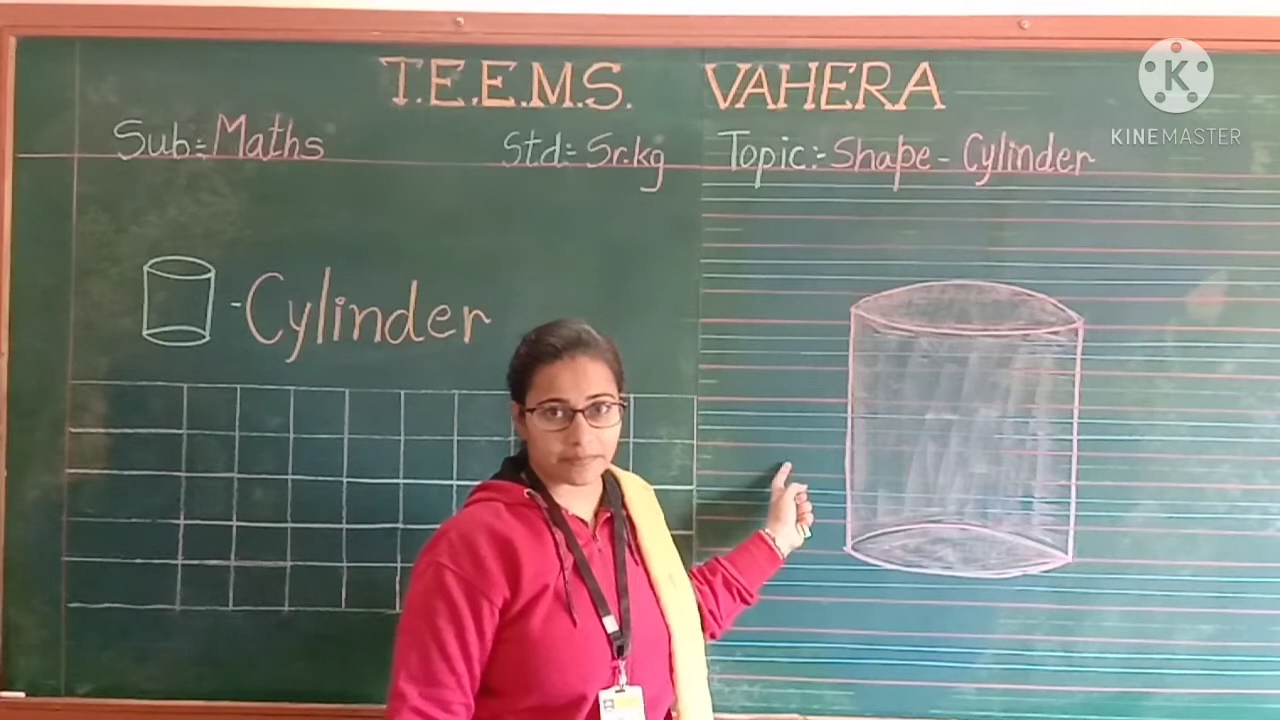 T.E.E.M.S. VAHERA
Sub:- Maths Std:- Sr.kg Topic:- Shape - Cylinder
- Cylinder
K
KINEMASTER